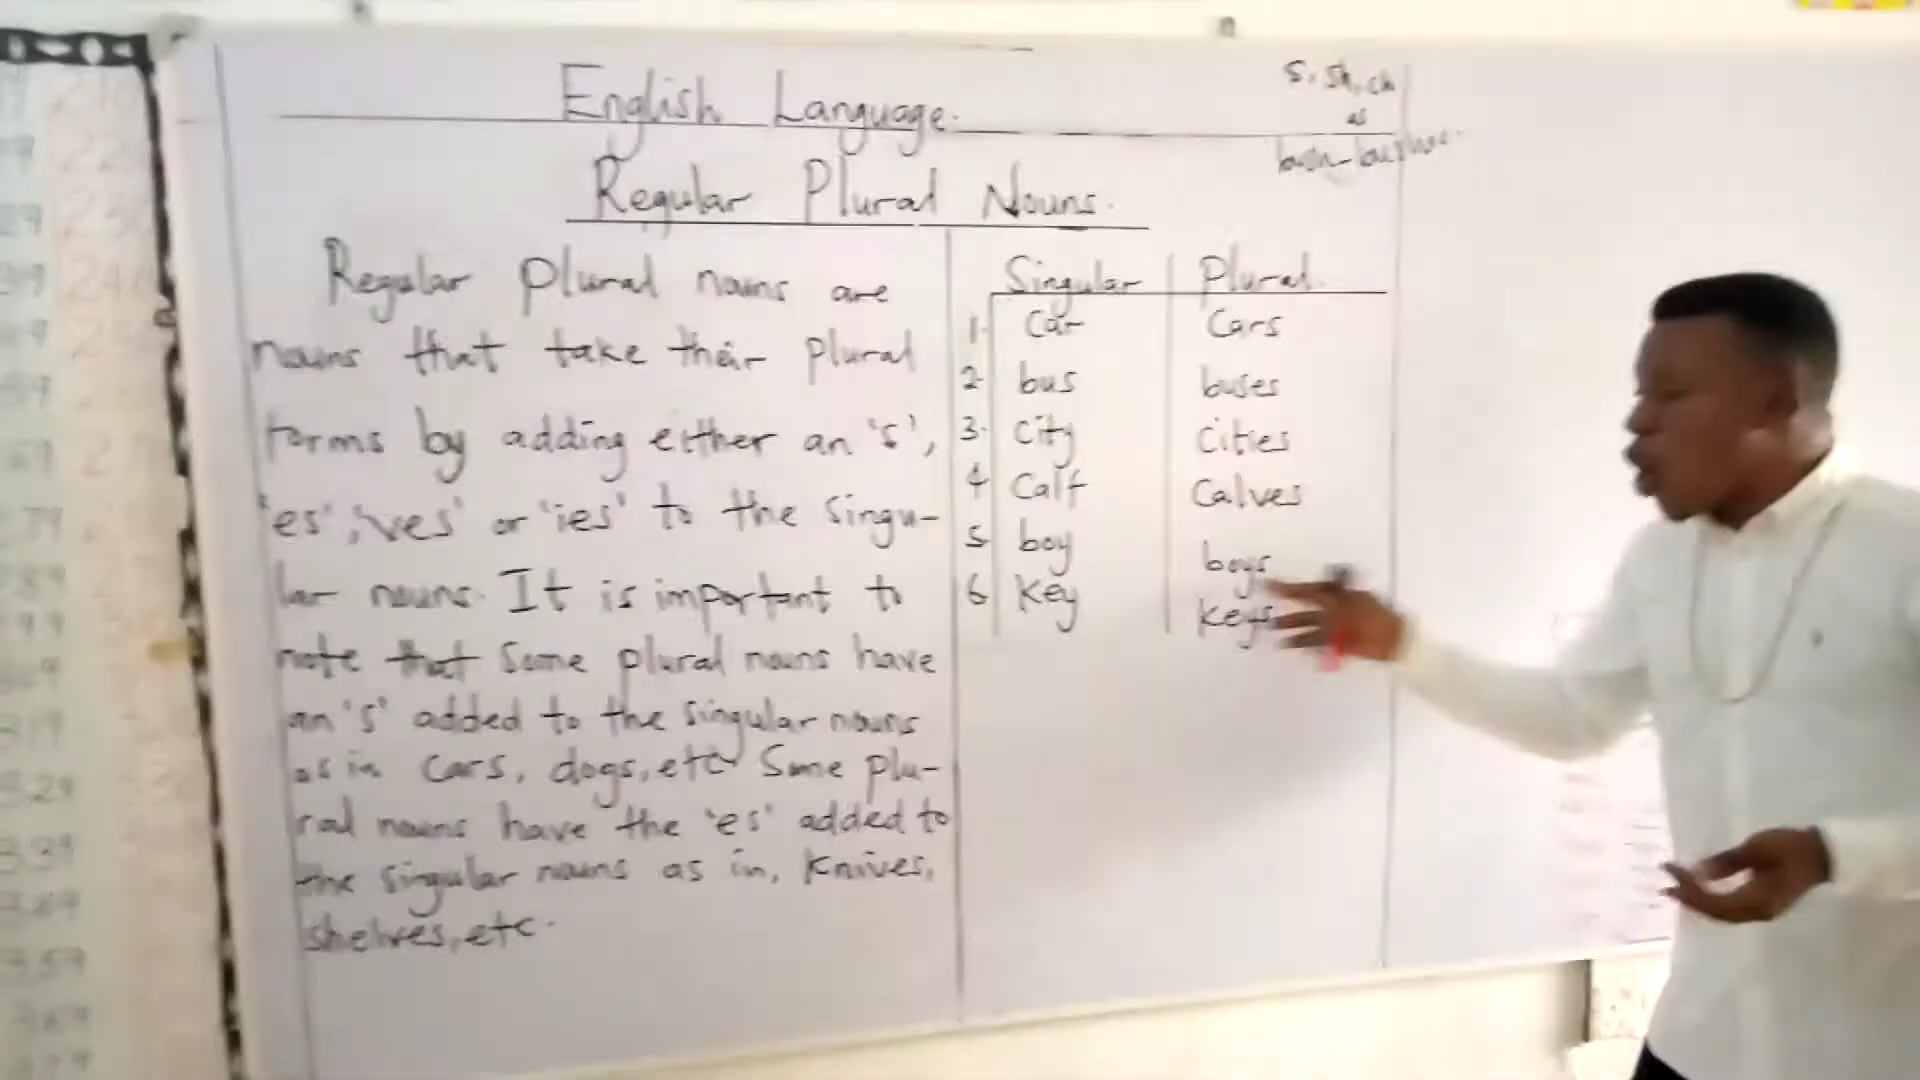 English Language.
s, sh, ch
as
Regular Plural Nouns.
Regular plural nouns are
nouns that take their plural
forms by adding either an 's',
'es', 'ves' or 'ies' to the singu-
lar nouns. It is important to
note that some plural nouns have
an 's' added to the singular nouns
as in cars, dogs, etc Some plu-
ral nouns have the 'es' added to
the singular nouns as in, knives,
shelves, etc.
Singular Plural.
1. Car Cars
2. bus buses
3. City Cities
4 Calf Calves
5 boy boys
6 Key Keys